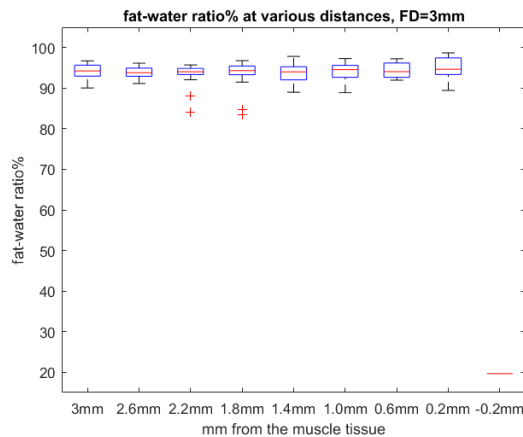 fat-water ratio% at various distances, FD=3mm
100
90
80
70
60
50
40
30
20
fat-water ratio%
3mm 2.6mm 2.2mm 1.8mm 1.4mm 1.0mm 0.6mm 0.2mm -0.2mm
mm from the muscle tissue